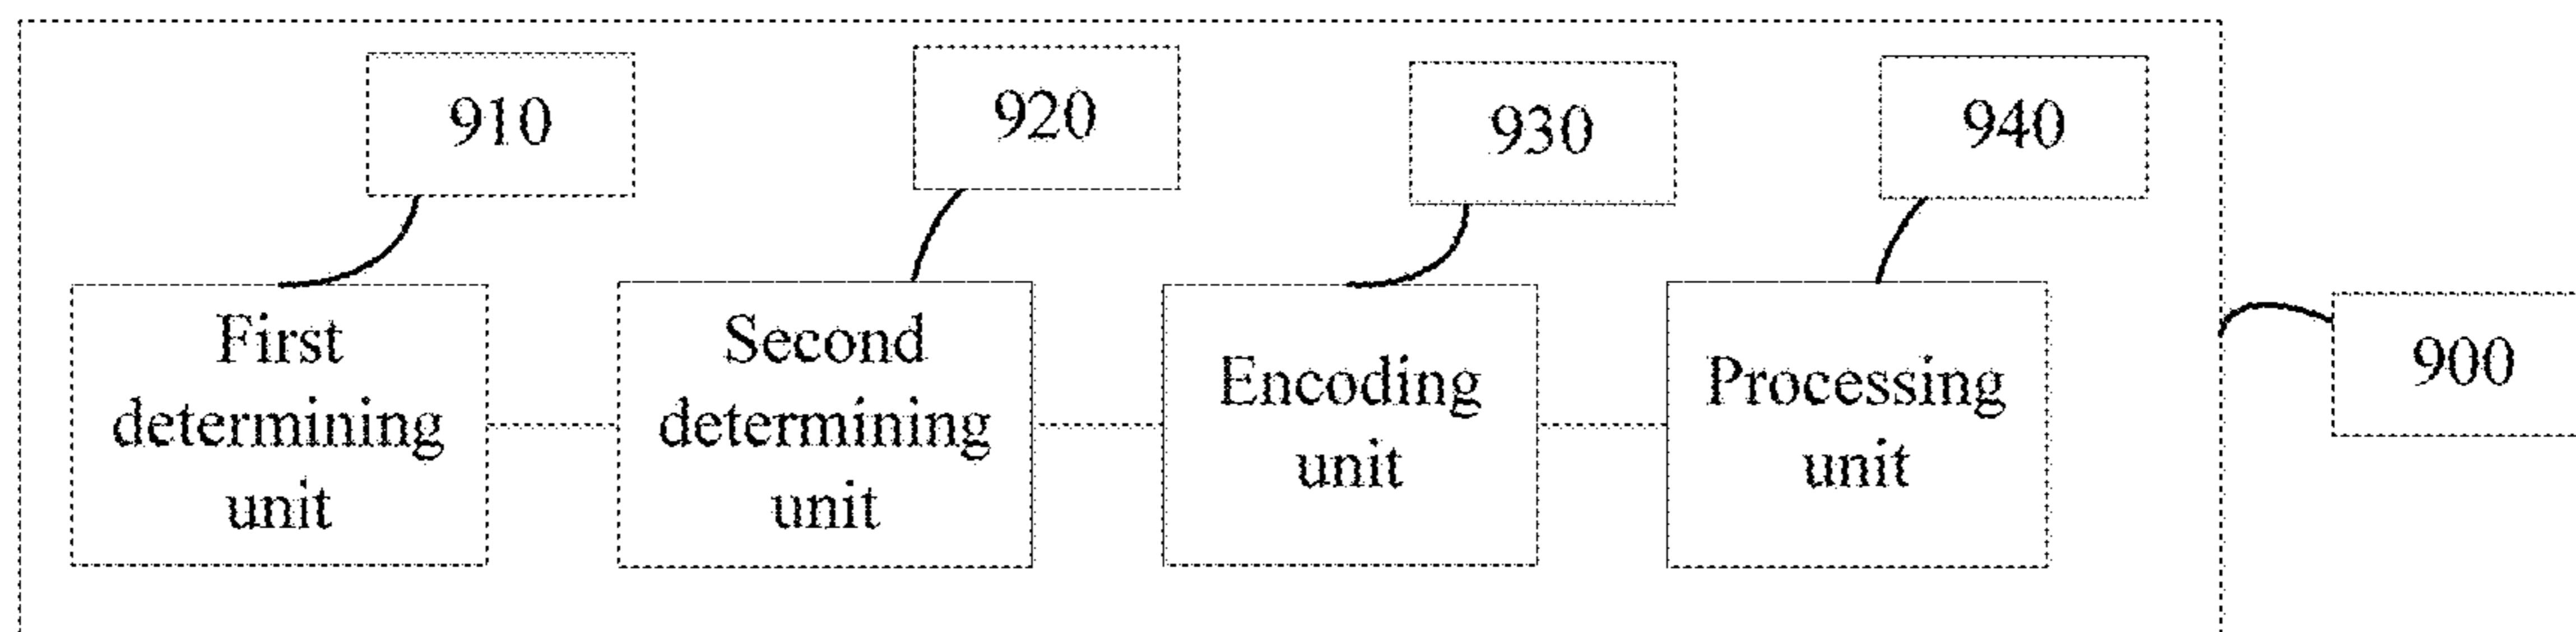 910
920
930
940
First
determining
unit
Second
determining
unit
Encoding
unit
Processing
unit
900